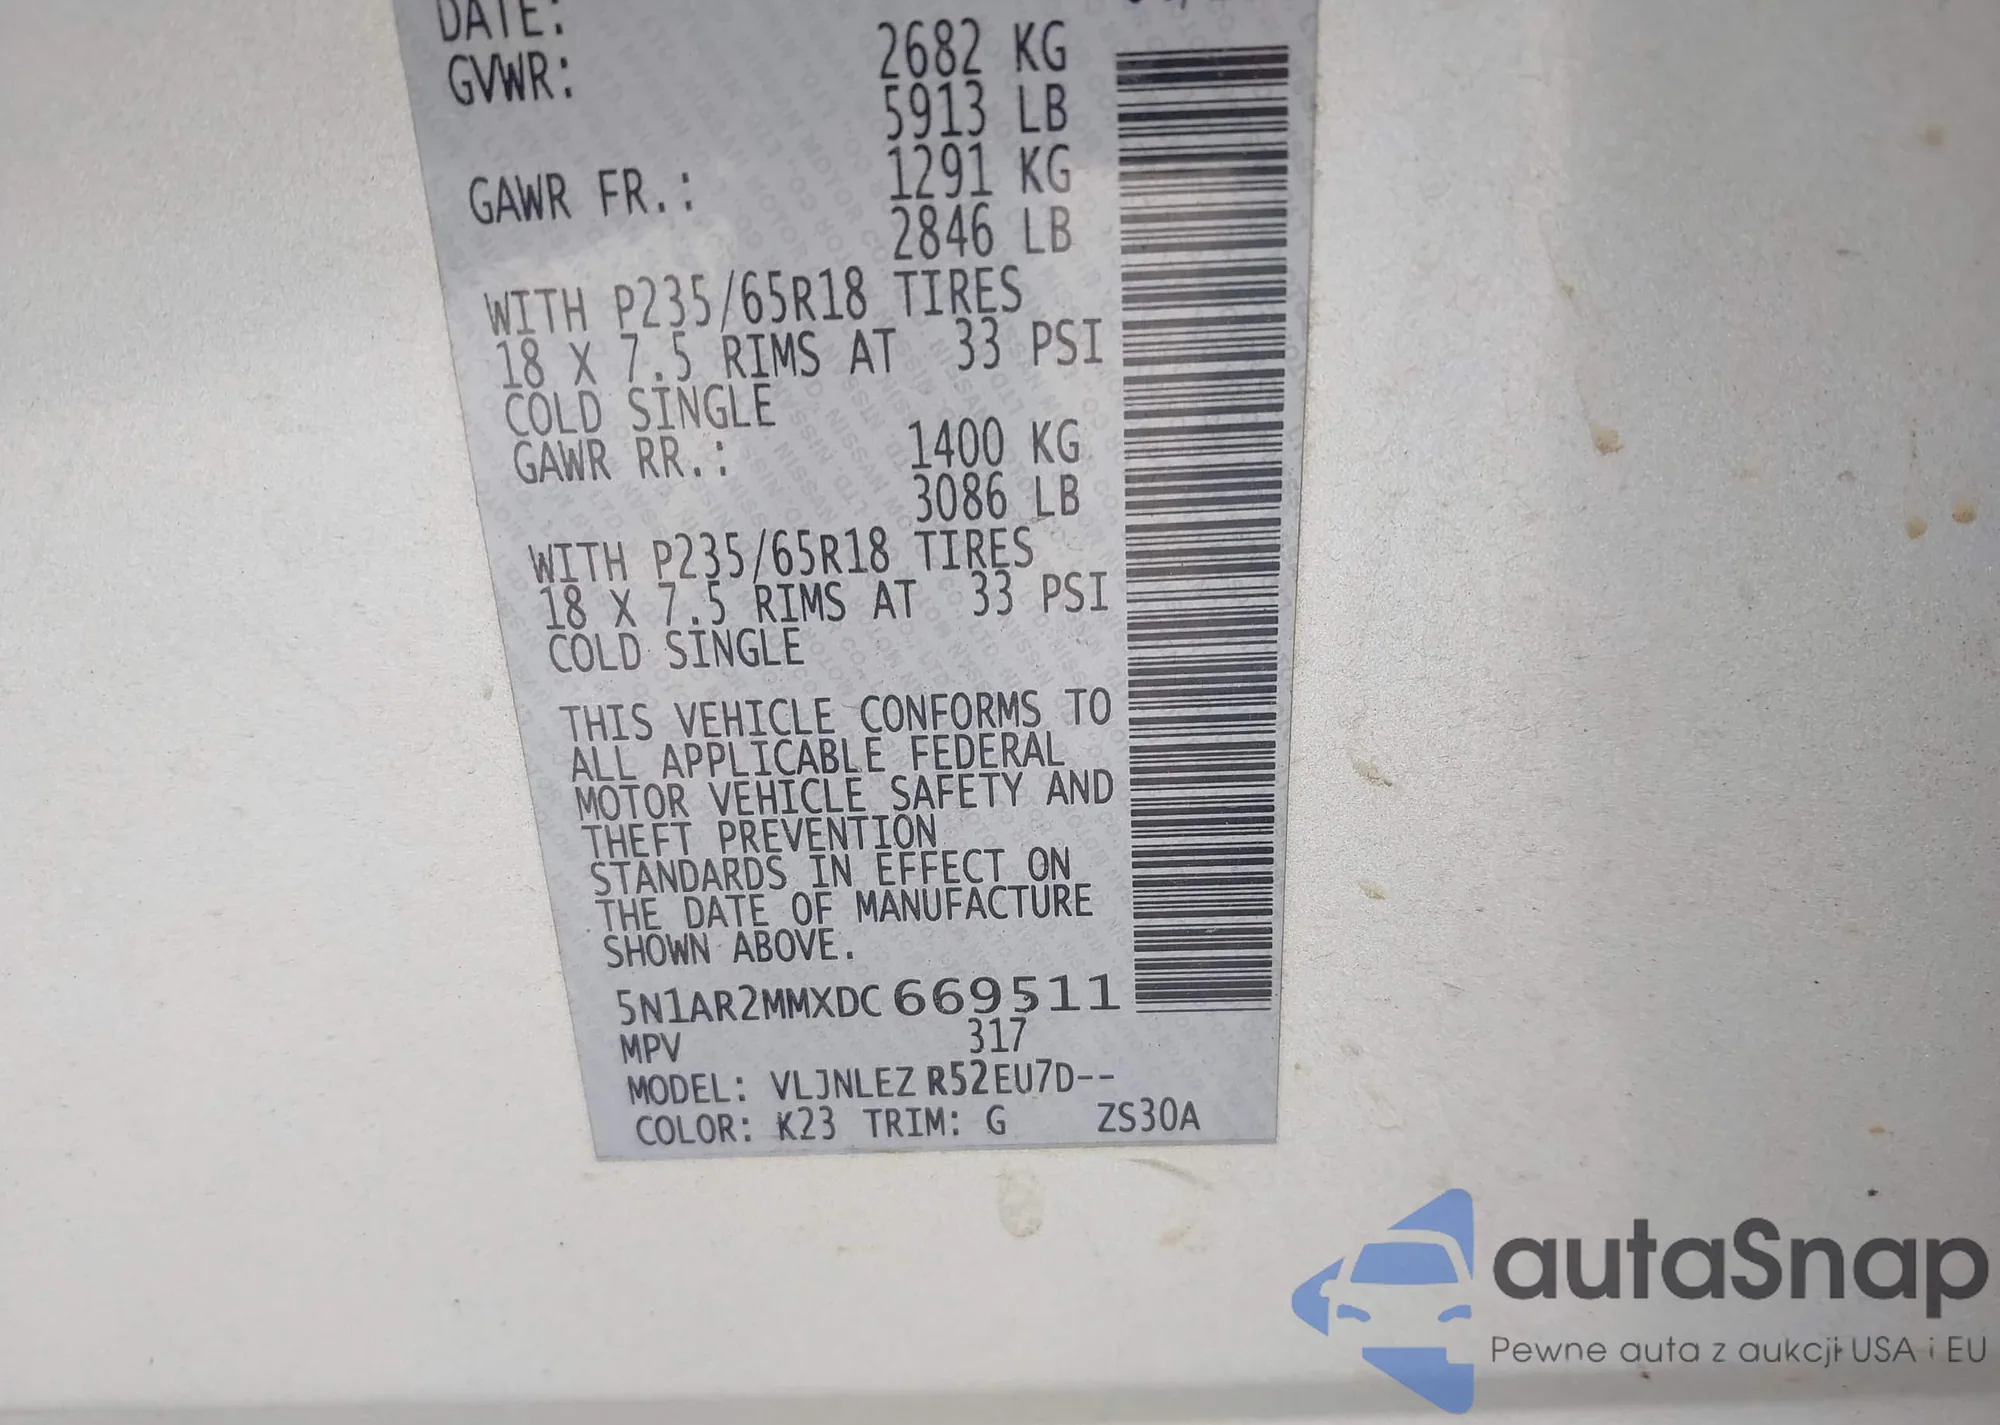 DATE:
GVWR: 2682 KG
5913 LB
GAWR FR.: 1291 KG
2846 LB
WITH P235/65R18 TIRES
18 X 7.5 RIMS AT 33 PSI
COLD SINGLE
GAWR RR.: 1400 KG
3086 LB
WITH P235/65R18 TIRES
18 X 7.5 RIMS AT 33 PSI
COLD SINGLE
THIS VEHICLE CONFORMS TO
ALL APPLICABLE FEDERAL
MOTOR VEHICLE SAFETY AND
THEFT PREVENTION
STANDARDS IN EFFECT ON
THE DATE OF MANUFACTURE
SHOWN ABOVE.
5N1AR2MMXDC669511
MPV 317
MODEL: VLJNLEZ R52EU7D--
COLOR: K23 TRIM: G ZS30A
autaSnap
Pewne auta z aukcji USA i EU